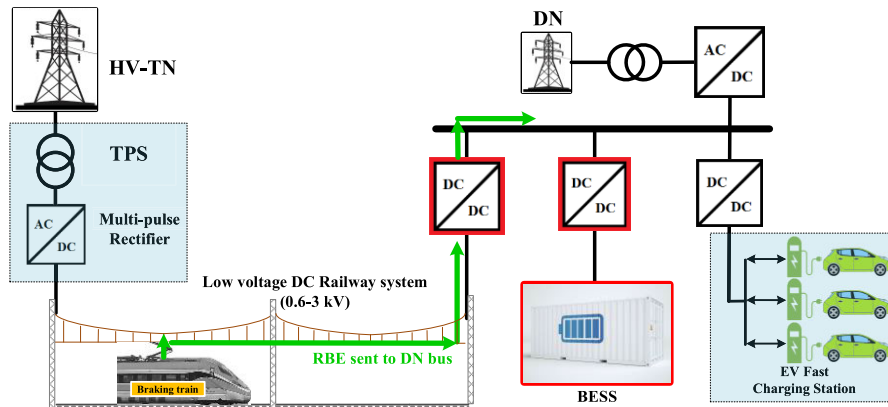 DN
HV-TN
AC
DC
TPS
Multi-pulse
Rectifier
AC
DC
DC
DC
DC
DC
DC
DC
Low voltage DC Railway system
(0.6-3 kV)
RBE sent to DN bus
Braking train
BESS
EV Fast
Charging Station